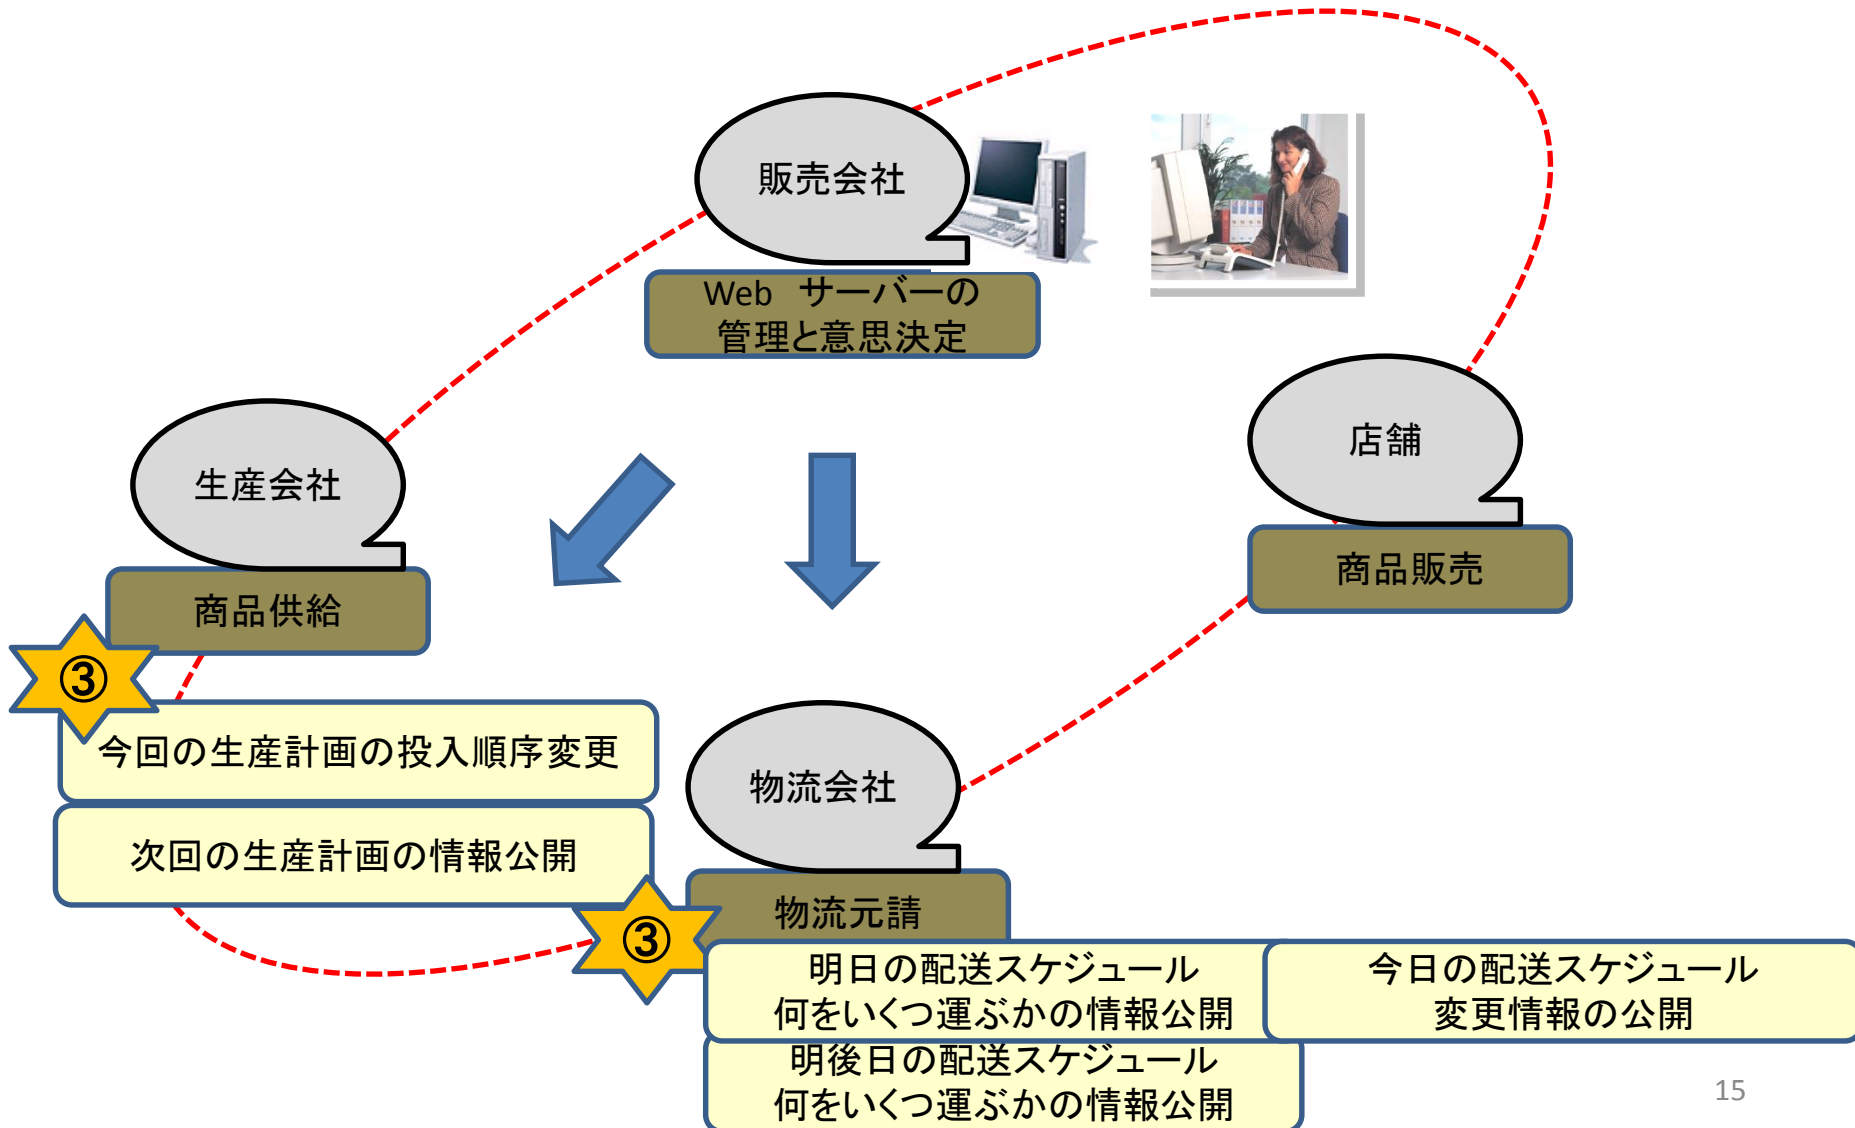 販売会社
Web サーバーの
管理と意思決定
生産会社
商品供給
店舗
商品販売
③
今回の生産計画の投入順序変更
次回の生産計画の情報公開
物流会社
物流元請
③
明日の配送スケジュール
何をいくつ運ぶかの情報公開
今日の配送スケジュール
変更情報の公開
明後日の配送スケジュール
何をいくつ運ぶかの情報公開
15